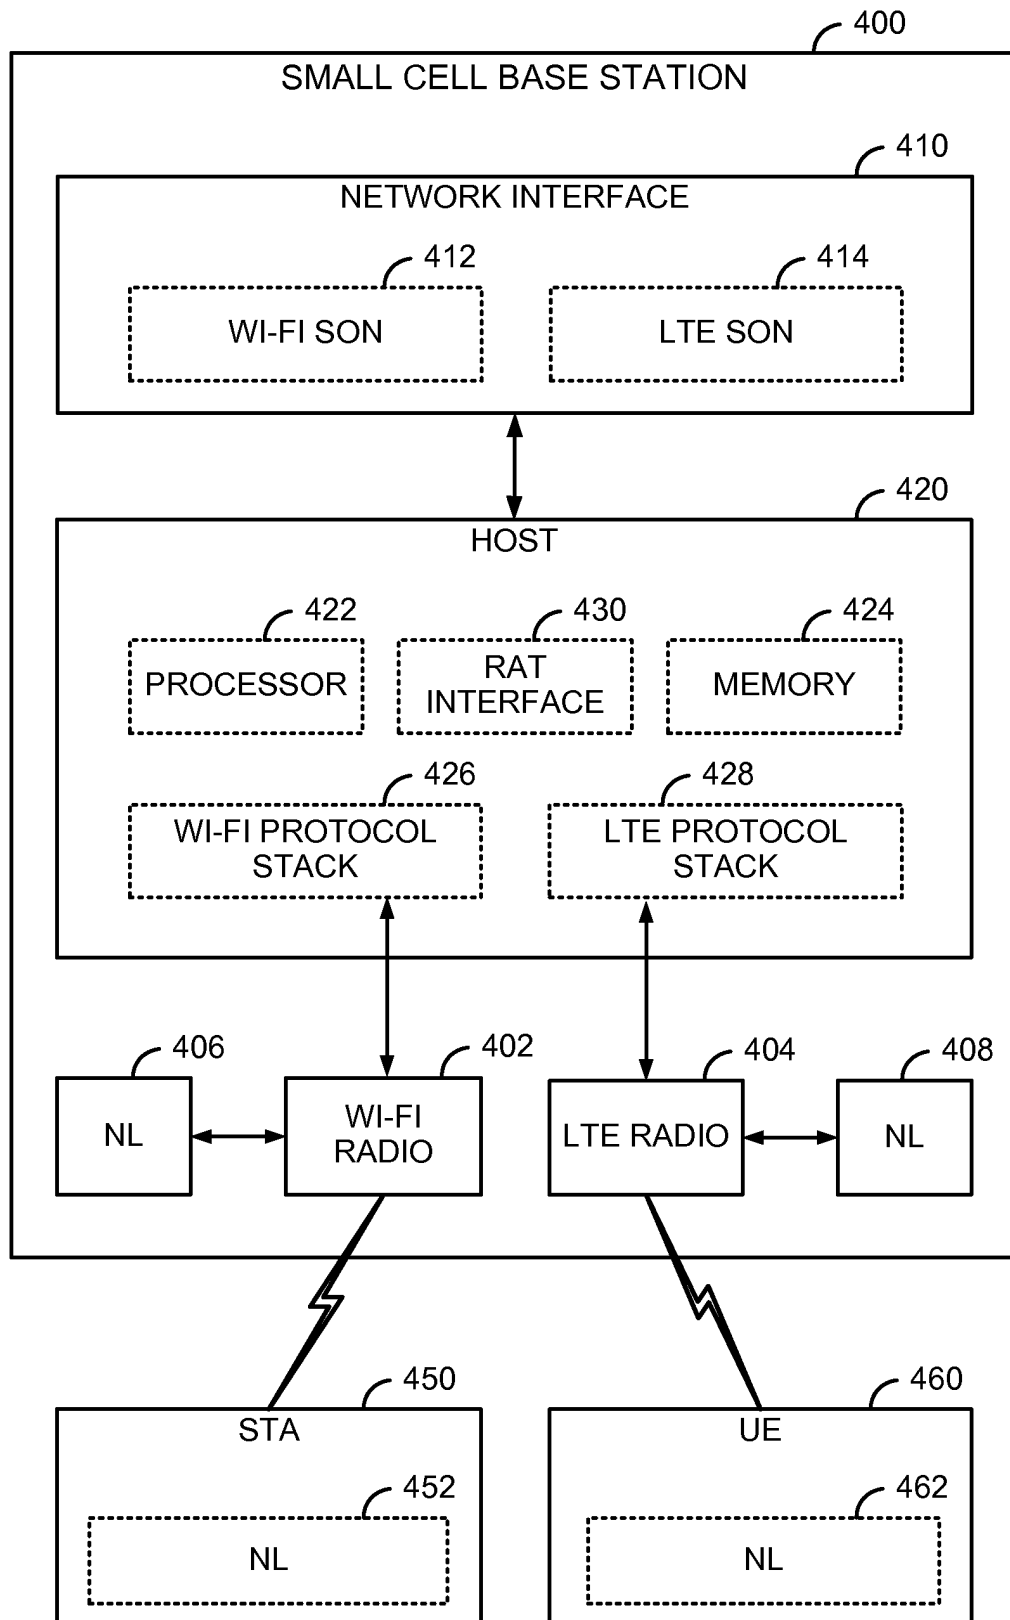 400
SMALL CELL BASE STATION
410
NETWORK INTERFACE
412
414
WI-FI SON
LTE SON
420
HOST
422
430
424
PROCESSOR
RAT
INTERFACE
MEMORY
426
428
WI-FI PROTOCOL
STACK
LTE PROTOCOL
STACK
406
402
404
408
NL
WI-FI
RADIO
LTE RADIO
NL
450
460
STA
UE
452
462
NL
NL